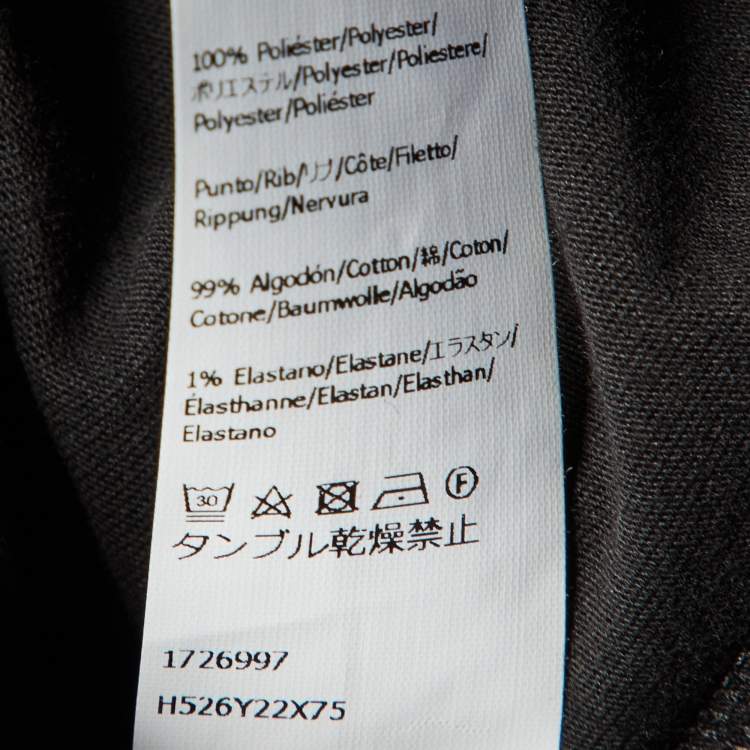 100% Poliéster/Polyester/
ポリエステル/Polyester/Poliestere/
Polyester/Poliéster
Punto/Rib/リブ/Côte/Filetto/
Rippung/Nervura
99% Algodón/Cotton/綿/Coton/
Cotone/Baumwolle/Algodão
1% Elastano/Elastane/エラスタン/
Élasthanne/Elastan/Elasthan/
Elastano
30 F
タンブル乾燥禁止
1726997
H526Y22X75